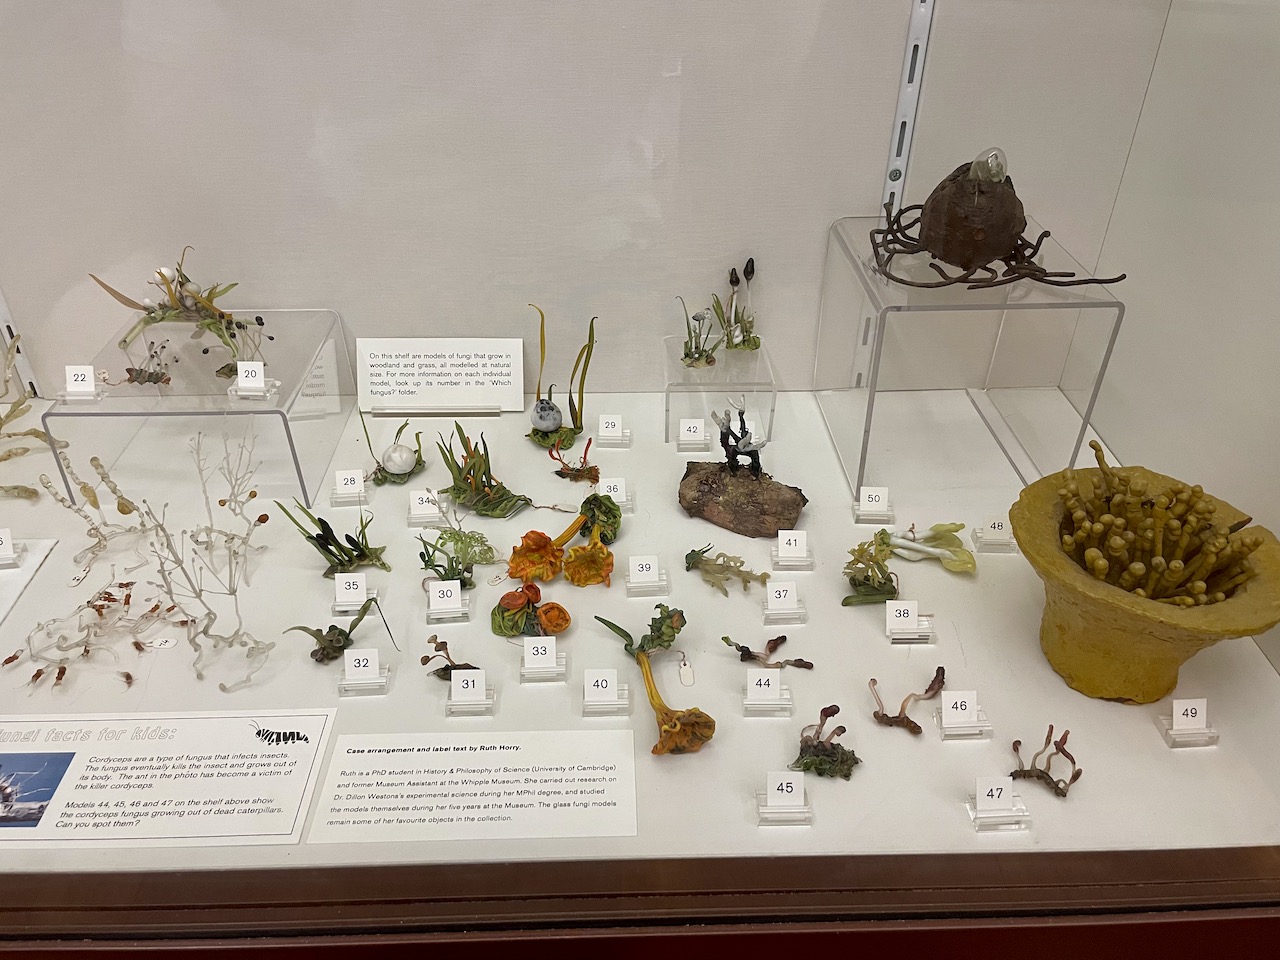 22
20
On this shelf are models of fungi that grow in
woodland and grass, all modelled at natural
size. For more information on each individual
model, look up its number in the 'Which
fungus?' folder.
29
42
28
34
36
50
48
41
35
30
39
37
38
32
31
33
40
44
46
49
45
47
fungi facts for kids:
Cordyceps are a type of fungus that infects insects.
The fungus eventually kills the insect and grows out of
its body. The ant in the photo has become a victim of
the killer cordyceps.
Models 44, 45, 46 and 47 on the shelf above show
the cordyceps fungus growing out of dead caterpillars.
Can you spot them?
Case arrangement and label text by Ruth Horry.
Ruth is a PhD student in History & Philosophy of Science (University of Cambridge)
and former Museum Assistant at the Whipple Museum. She carried out research on
Dr. Dillon Weston's experimental science during her MPhil degree, and studied
the models themselves during her five years at the Museum. The glass fungi models
remain some of her favourite objects in the collection.